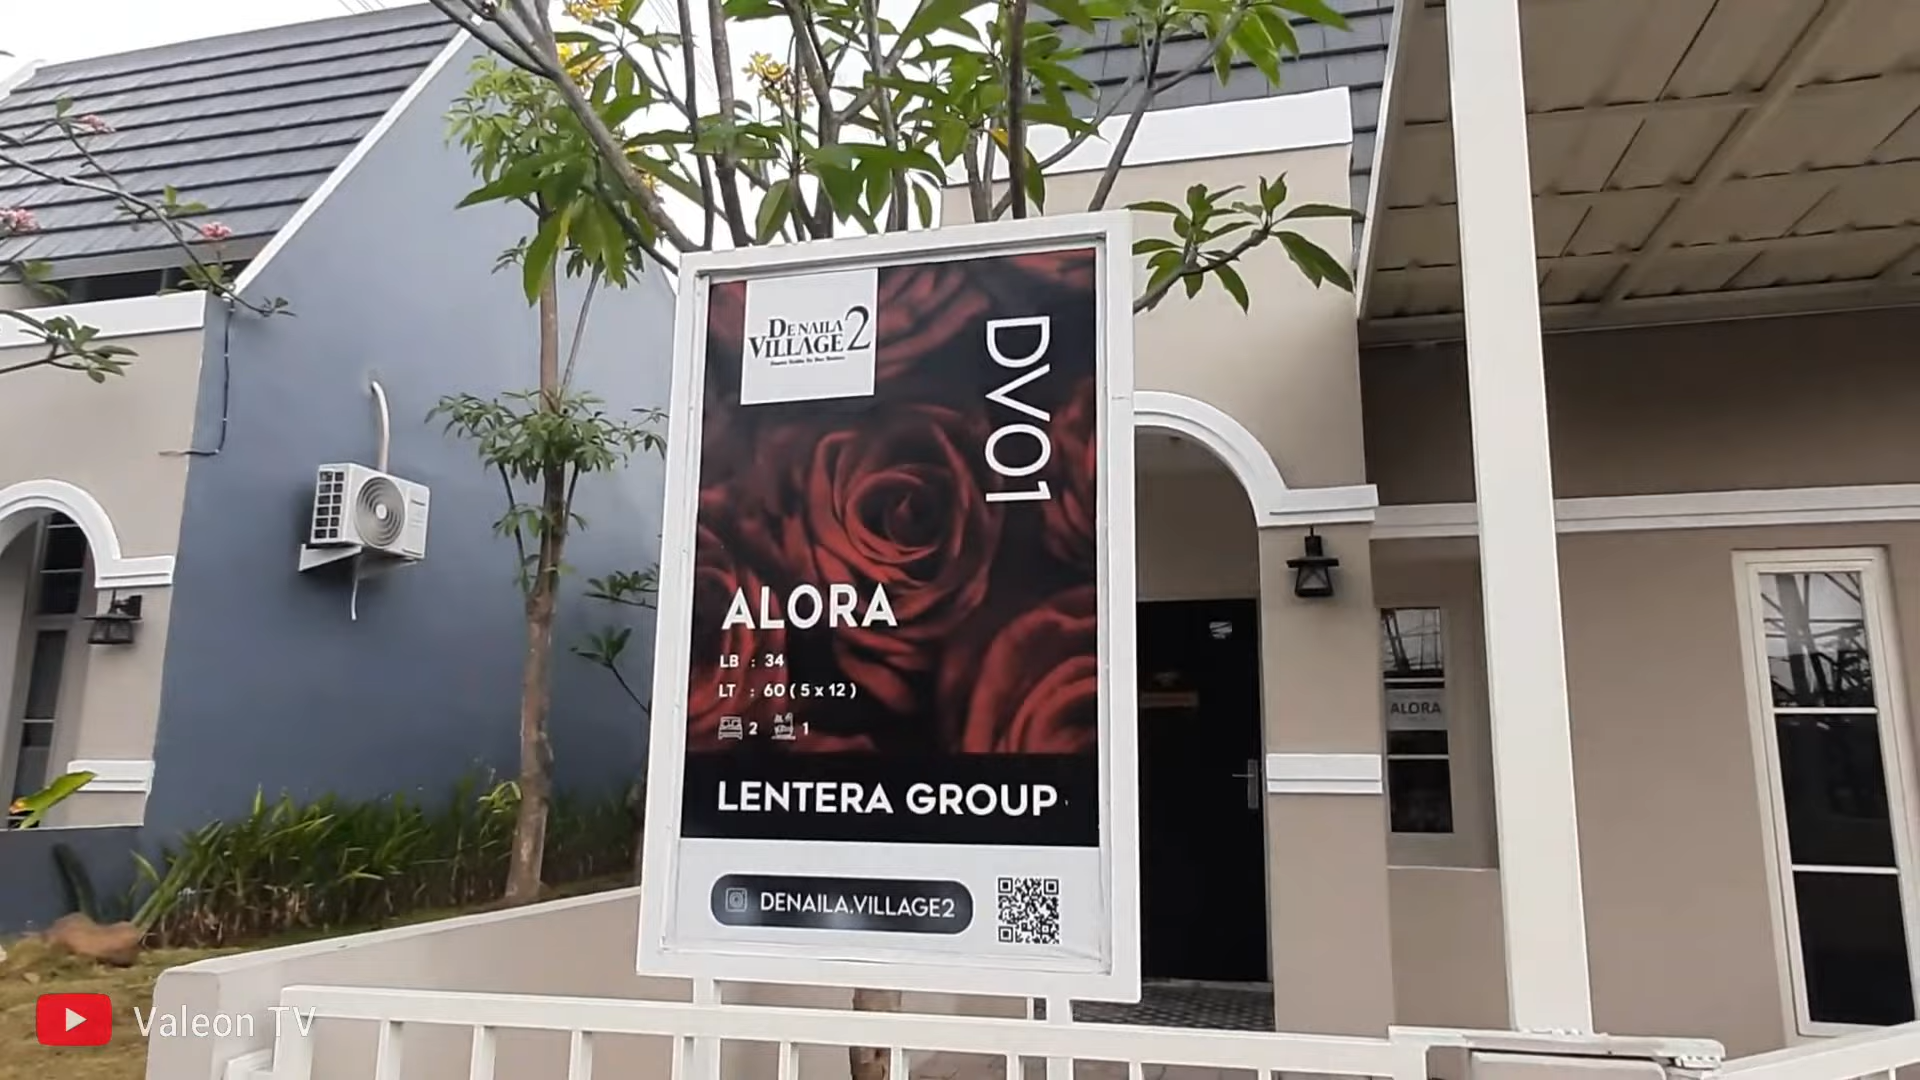 DENAILA
VILLAGE 2
DV01
ALORA
LB : 34
LT : 60 ( 5 x 12 )
2 1
LENTERA GROUP
DENAILA.VILLAGE2
ALORA
Valeon TV